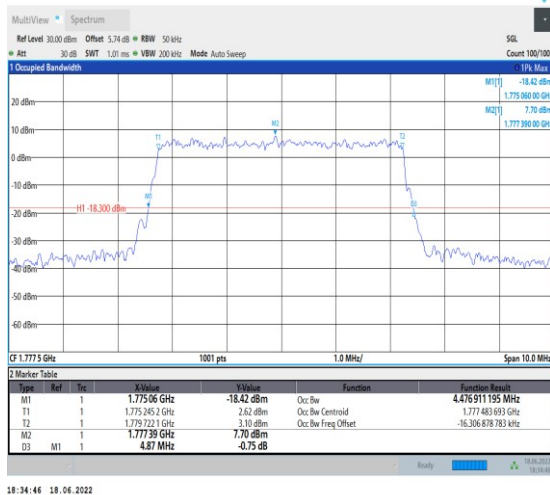 MultiView Spectrum
Ref Level 30.00 dBm Offset 5.74 dB RBW 50 kHz SGL
Att 30 dB SWT 1.01 ms VBW 200 kHz Mode Auto Sweep Count 100/100
1 Occupied Bandwidth 1Pk Max
M1[1] -18.42 dBm
1.775 060 00 GHz
M2[1] 7.70 dBm
1.777 390 00 GHz
20 dBm
10 dBm
T1 M2 T2
0 dBm
-10 dBm
M1 D3
H1 -18.300 dBm
-20 dBm
-30 dBm
-40 dBm
-50 dBm
-60 dBm
CF 1.777 5 GHz 1001 pts 1.0 MHz/ Span 10.0 MHz
2 Marker Table
Type Ref Trc X-Value Y-Value Function Function Result
M1 1 1.775 06 GHz -18.42 dBm Occ Bw 4.476 911 195 MHz
T1 1 1.775 245 2 GHz 2.62 dBm Occ Bw Centroid 1.777 483 693 GHz
T2 1 1.779 722 1 GHz 3.10 dBm Occ Bw Freq Offset -16.306 878 783 kHz
M2 1 1.777 39 GHz 7.70 dBm
D3 M1 1 4.87 MHz -0.75 dB
Ready 18.06.2022
18:34:46
18:34:46 18.06.2022